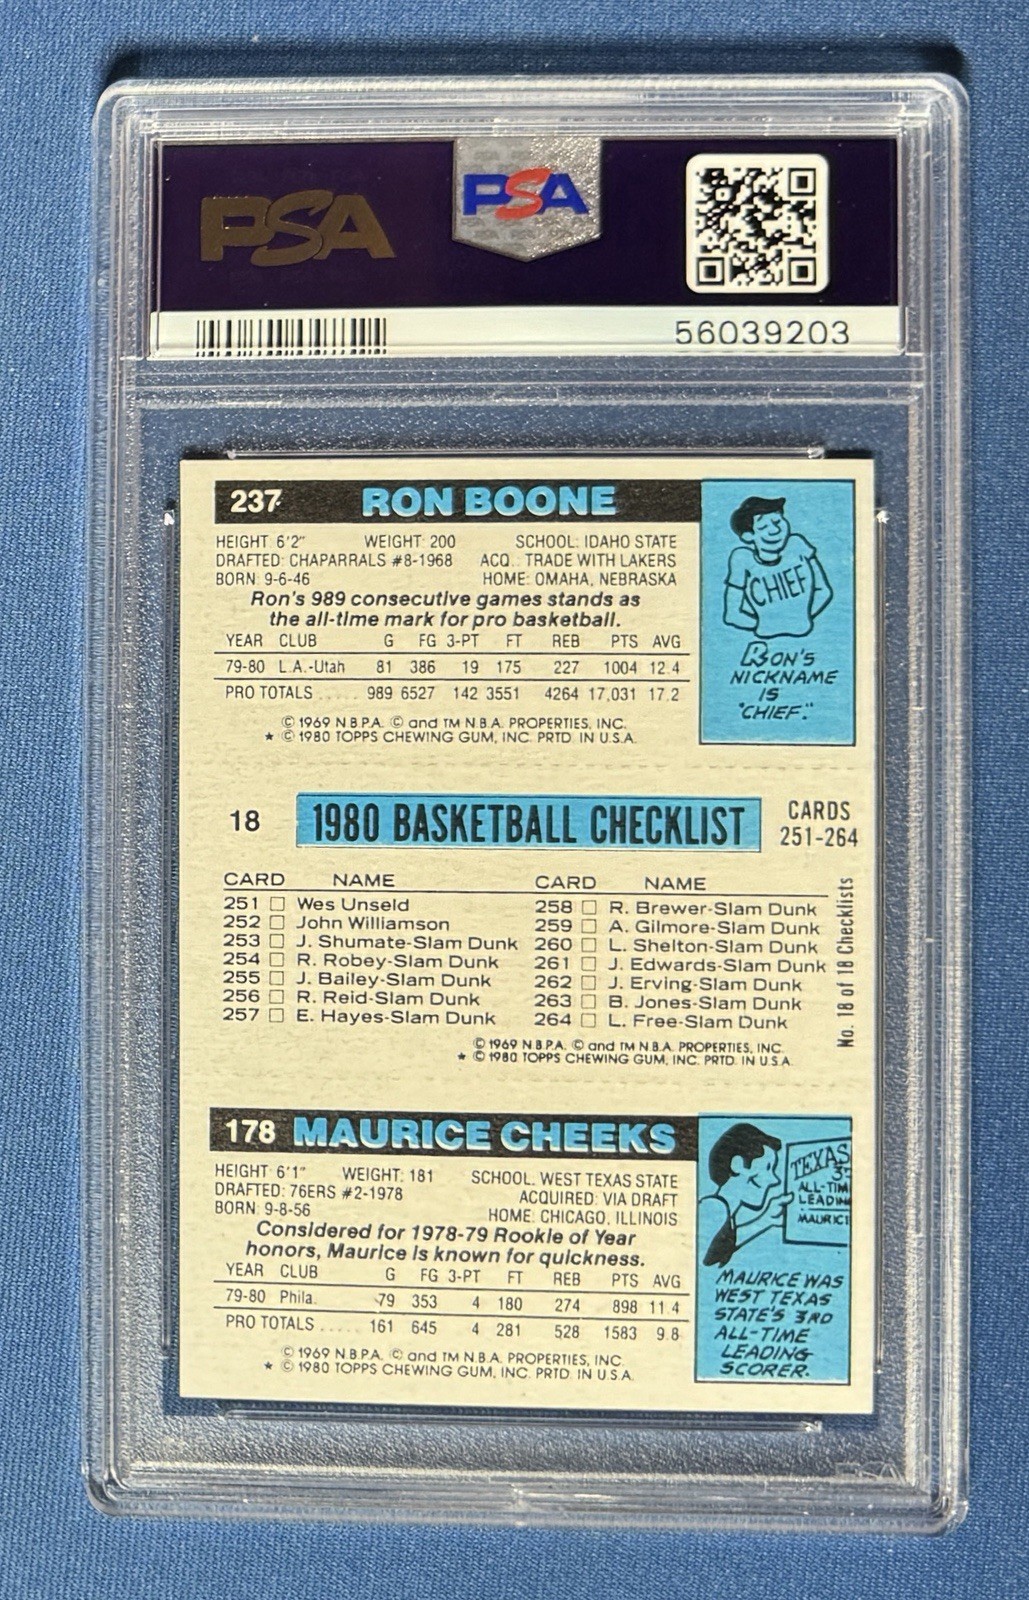 PSA
PSA
56039203
237 RON BOONE
HEIGHT 6'2" WEIGHT: 200 SCHOOL: IDAHO STATE
DRAFTED: CHAPARRALS #8-1968 ACQ.: TRADE WITH LAKERS
BORN: 9-6-46 HOME: OMAHA, NEBRASKA
Ron's 989 consecutive games stands as
the all-time mark for pro basketball.
YEAR CLUB G FG 3-PT FT REB PTS AVG
79-80 L.A.-Utah 81 386 19 175 227 1004 12.4
PRO TOTALS ..... 989 6527 142 3551 4264 17,031 17.2
© 1969 N.B.P.A. © and TM N.B.A. PROPERTIES, INC.
★ © 1980 TOPPS CHEWING GUM, INC. PRTD. IN U.S.A.
CHIEF
RON'S
NICKNAME
IS
"CHIEF."
18 1980 BASKETBALL CHECKLIST CARDS
251-264
CARD NAME
251 □ Wes Unseld
252 □ John Williamson
253 □ J. Shumate-Slam Dunk
254 □ R. Robey-Slam Dunk
255 □ J. Bailey-Slam Dunk
256 □ R. Reid-Slam Dunk
257 □ E. Hayes-Slam Dunk
CARD NAME
258 □ R. Brewer-Slam Dunk
259 □ A. Gilmore-Slam Dunk
260 □ L. Shelton-Slam Dunk
261 □ J. Edwards-Slam Dunk
262 □ J. Erving-Slam Dunk
263 □ B. Jones-Slam Dunk
264 □ L. Free-Slam Dunk
No. 18 of 18 Checklists
© 1969 N.B.P.A. © and TM N.B.A. PROPERTIES, INC.
★ © 1980 TOPPS CHEWING GUM, INC. PRTD. IN U.S.A.
178 MAURICE CHEEKS
HEIGHT: 6'1" WEIGHT: 181 SCHOOL: WEST TEXAS STATE
DRAFTED: 76ERS #2-1978 ACQUIRED: VIA DRAFT
BORN: 9-8-56 HOME: CHICAGO, ILLINOIS
Considered for 1978-79 Rookie of Year
honors, Maurice is known for quickness.
YEAR CLUB G FG 3-PT FT REB PTS AVG
79-80 Phila. 79 353 4 180 274 898 11.4
PRO TOTALS ..... 161 645 4 281 528 1583 9.8
© 1969 N.B.P.A. © and TM N.B.A. PROPERTIES, INC.
★ © 1980 TOPPS CHEWING GUM, INC. PRTD. IN U.S.A.
TEXAS
ALL-TIM
LEADIN
MAURICE
MAURICE WAS
WEST TEXAS
STATE'S 3RD
ALL-TIME
LEADING
SCORER.